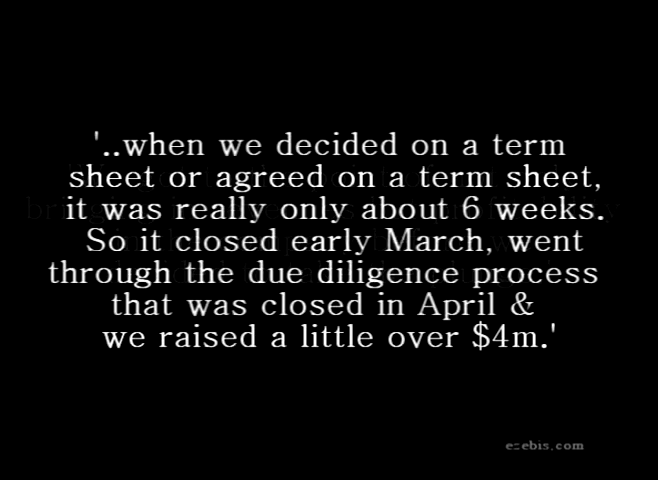 '..when we decided on a term
sheet or agreed on a term sheet,
it was really only about 6 weeks.
So it closed early March, went
through the due diligence process
that was closed in April &
we raised a little over $4m.'
ezebis.com